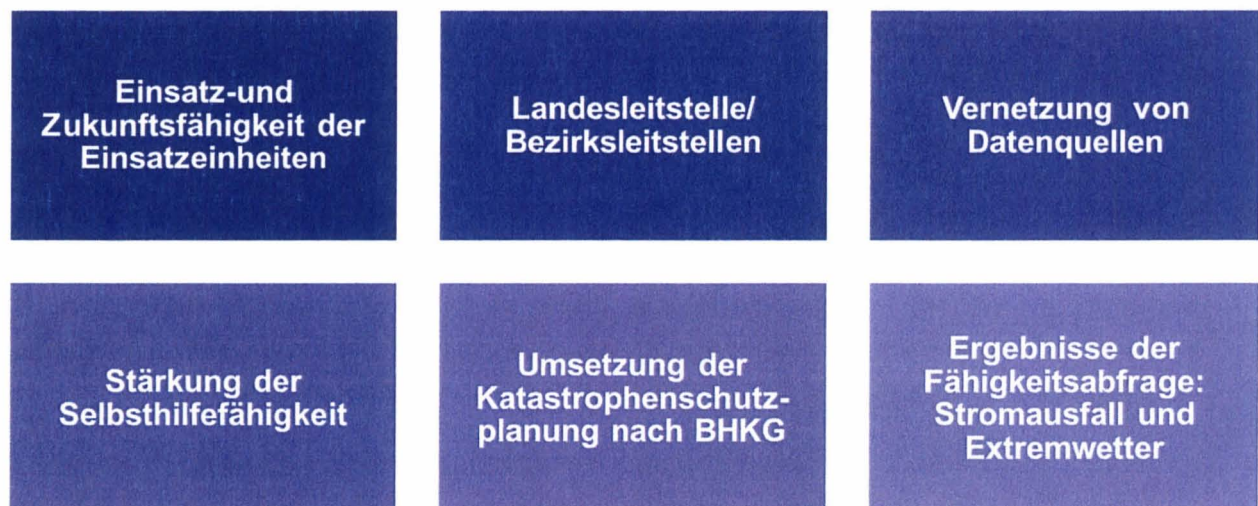 Einsatz-und
Zukunftsfähigkeit der
Einsatzeinheiten
Landesleitstelle/
Bezirksleitstellen
Vernetzung von
Datenquellen
Stärkung der
Selbsthilfefähigkeit
Umsetzung der
Katastrophenschutz-
planung nach BHKG
Ergebnisse der
Fähigkeitsabfrage:
Stromausfall und
Extremwetter